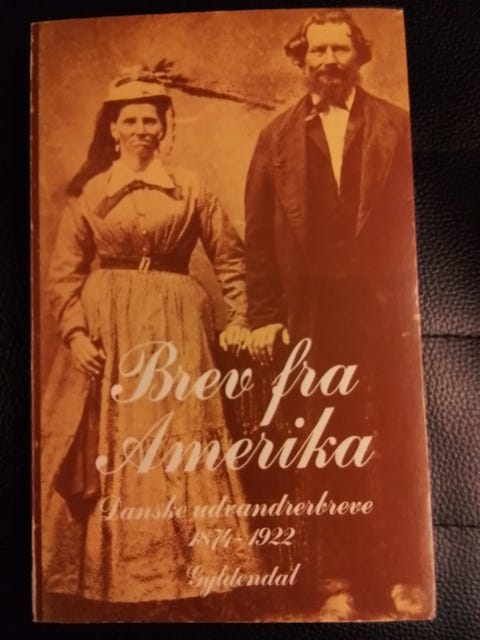 Brev fra
Amerika
Danske udvandrerbreve
1874-1922
Gyldendal